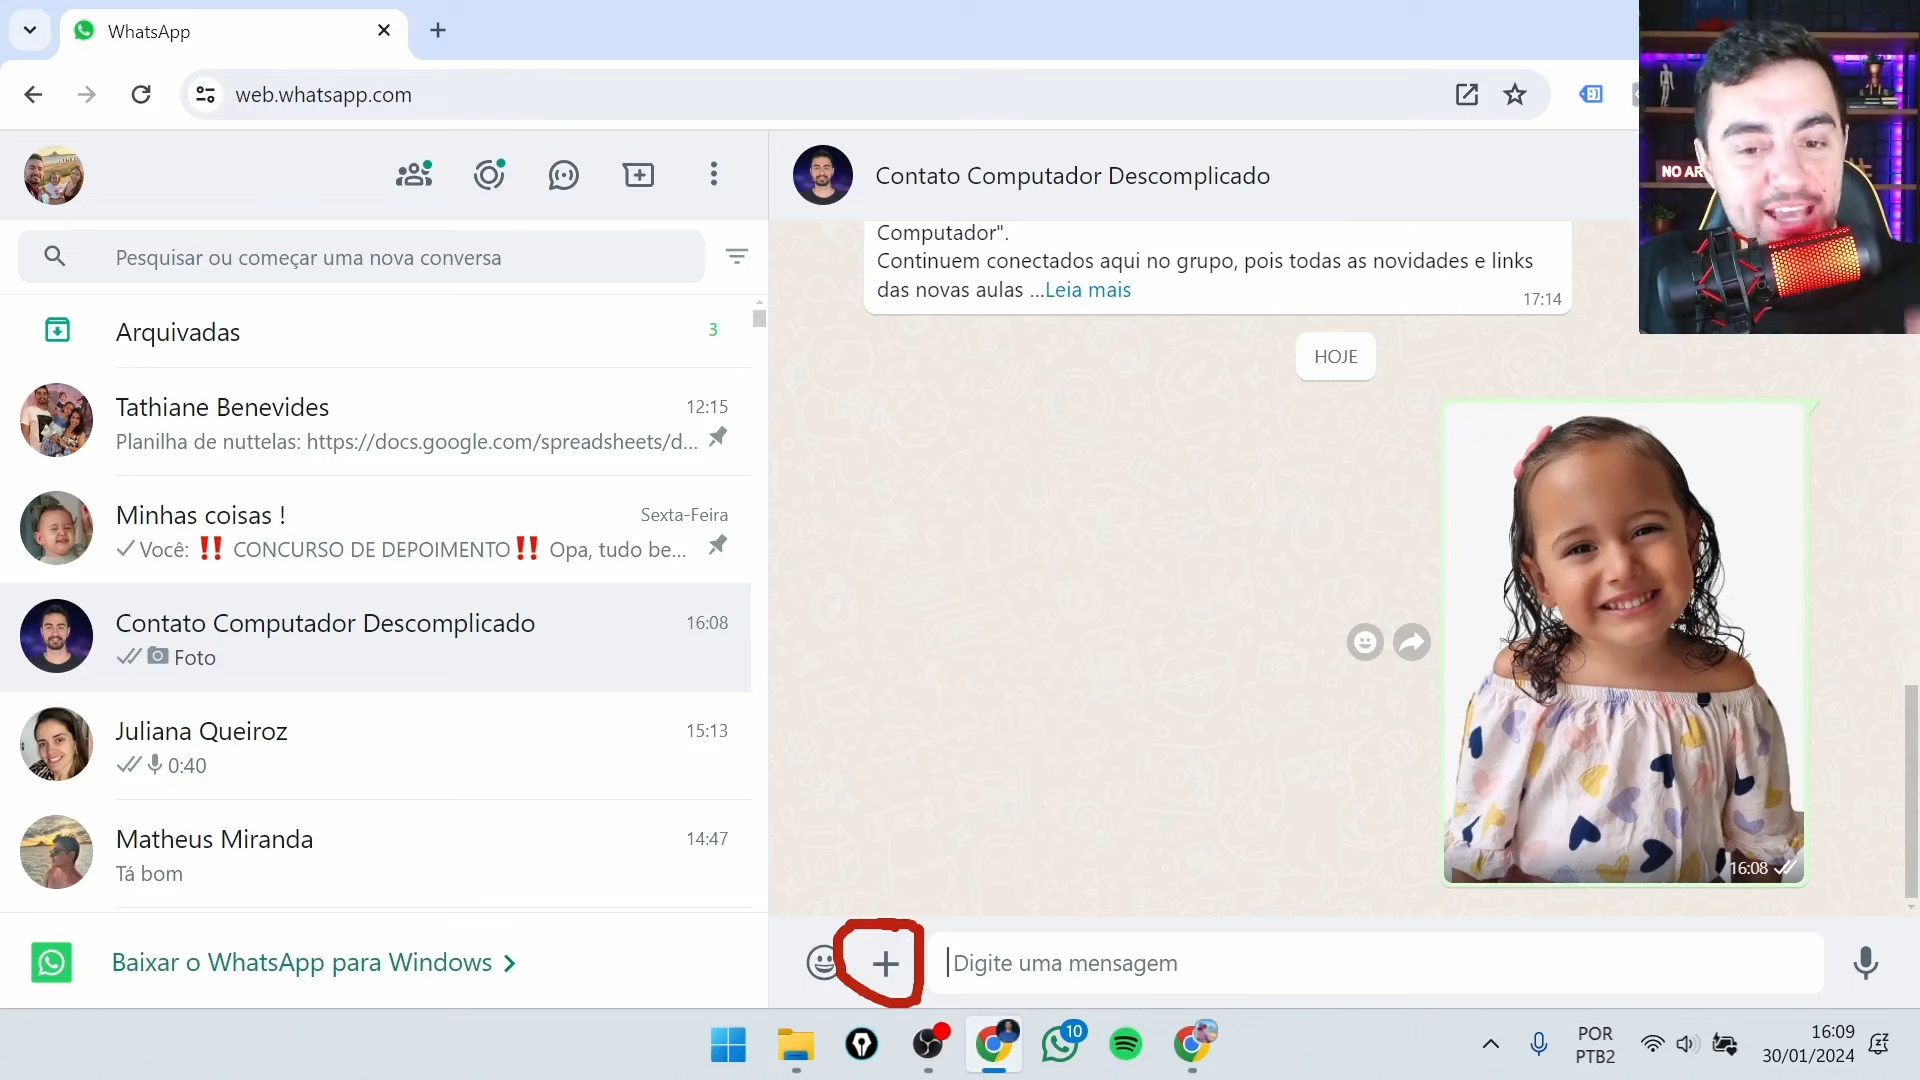 WhatsApp
web.whatsapp.com
NO AR
Contato Computador Descomplicado
Pesquisar ou começar uma nova conversa
Arquivadas
3
Tathiane Benevides
12:15
Planilha de nuttelas: https://docs.google.com/spreadsheets/d...
Minhas coisas !
Sexta-Feira
Você: ‼️ CONCURSO DE DEPOIMENTO‼️ Opa, tudo be...
Contato Computador Descomplicado
16:08
Foto
Juliana Queiroz
15:13
0:40
Matheus Miranda
14:47
Tá bom
Baixar o WhatsApp para Windows
Computador".
Continuem conectados aqui no grupo, pois todas as novidades e links
das novas aulas ...Leia mais
17:14
HOJE
16:08
Digite uma mensagem
10
POR
PTB2
16:09
30/01/2024